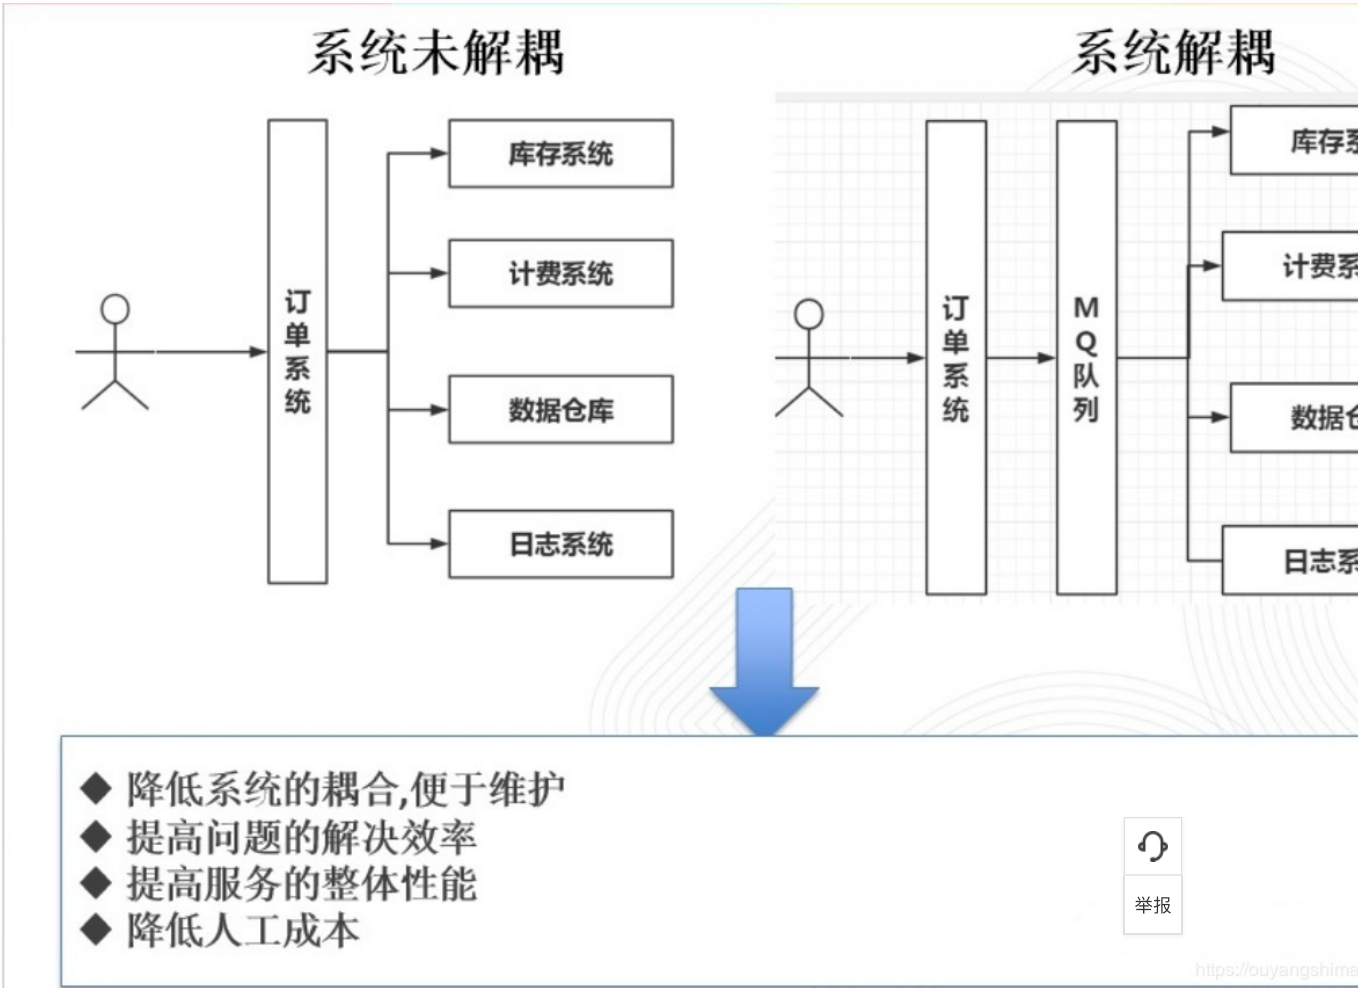 系统未解耦
系统解耦
订单系统
库存系统
计费系统
数据仓库
日志系统
订单系统
MQ队列
库存系
计费系
数据仓
日志系
降低系统的耦合,便于维护
提高问题的解决效率
提高服务的整体性能
降低人工成本
举报
https://ouyangshima